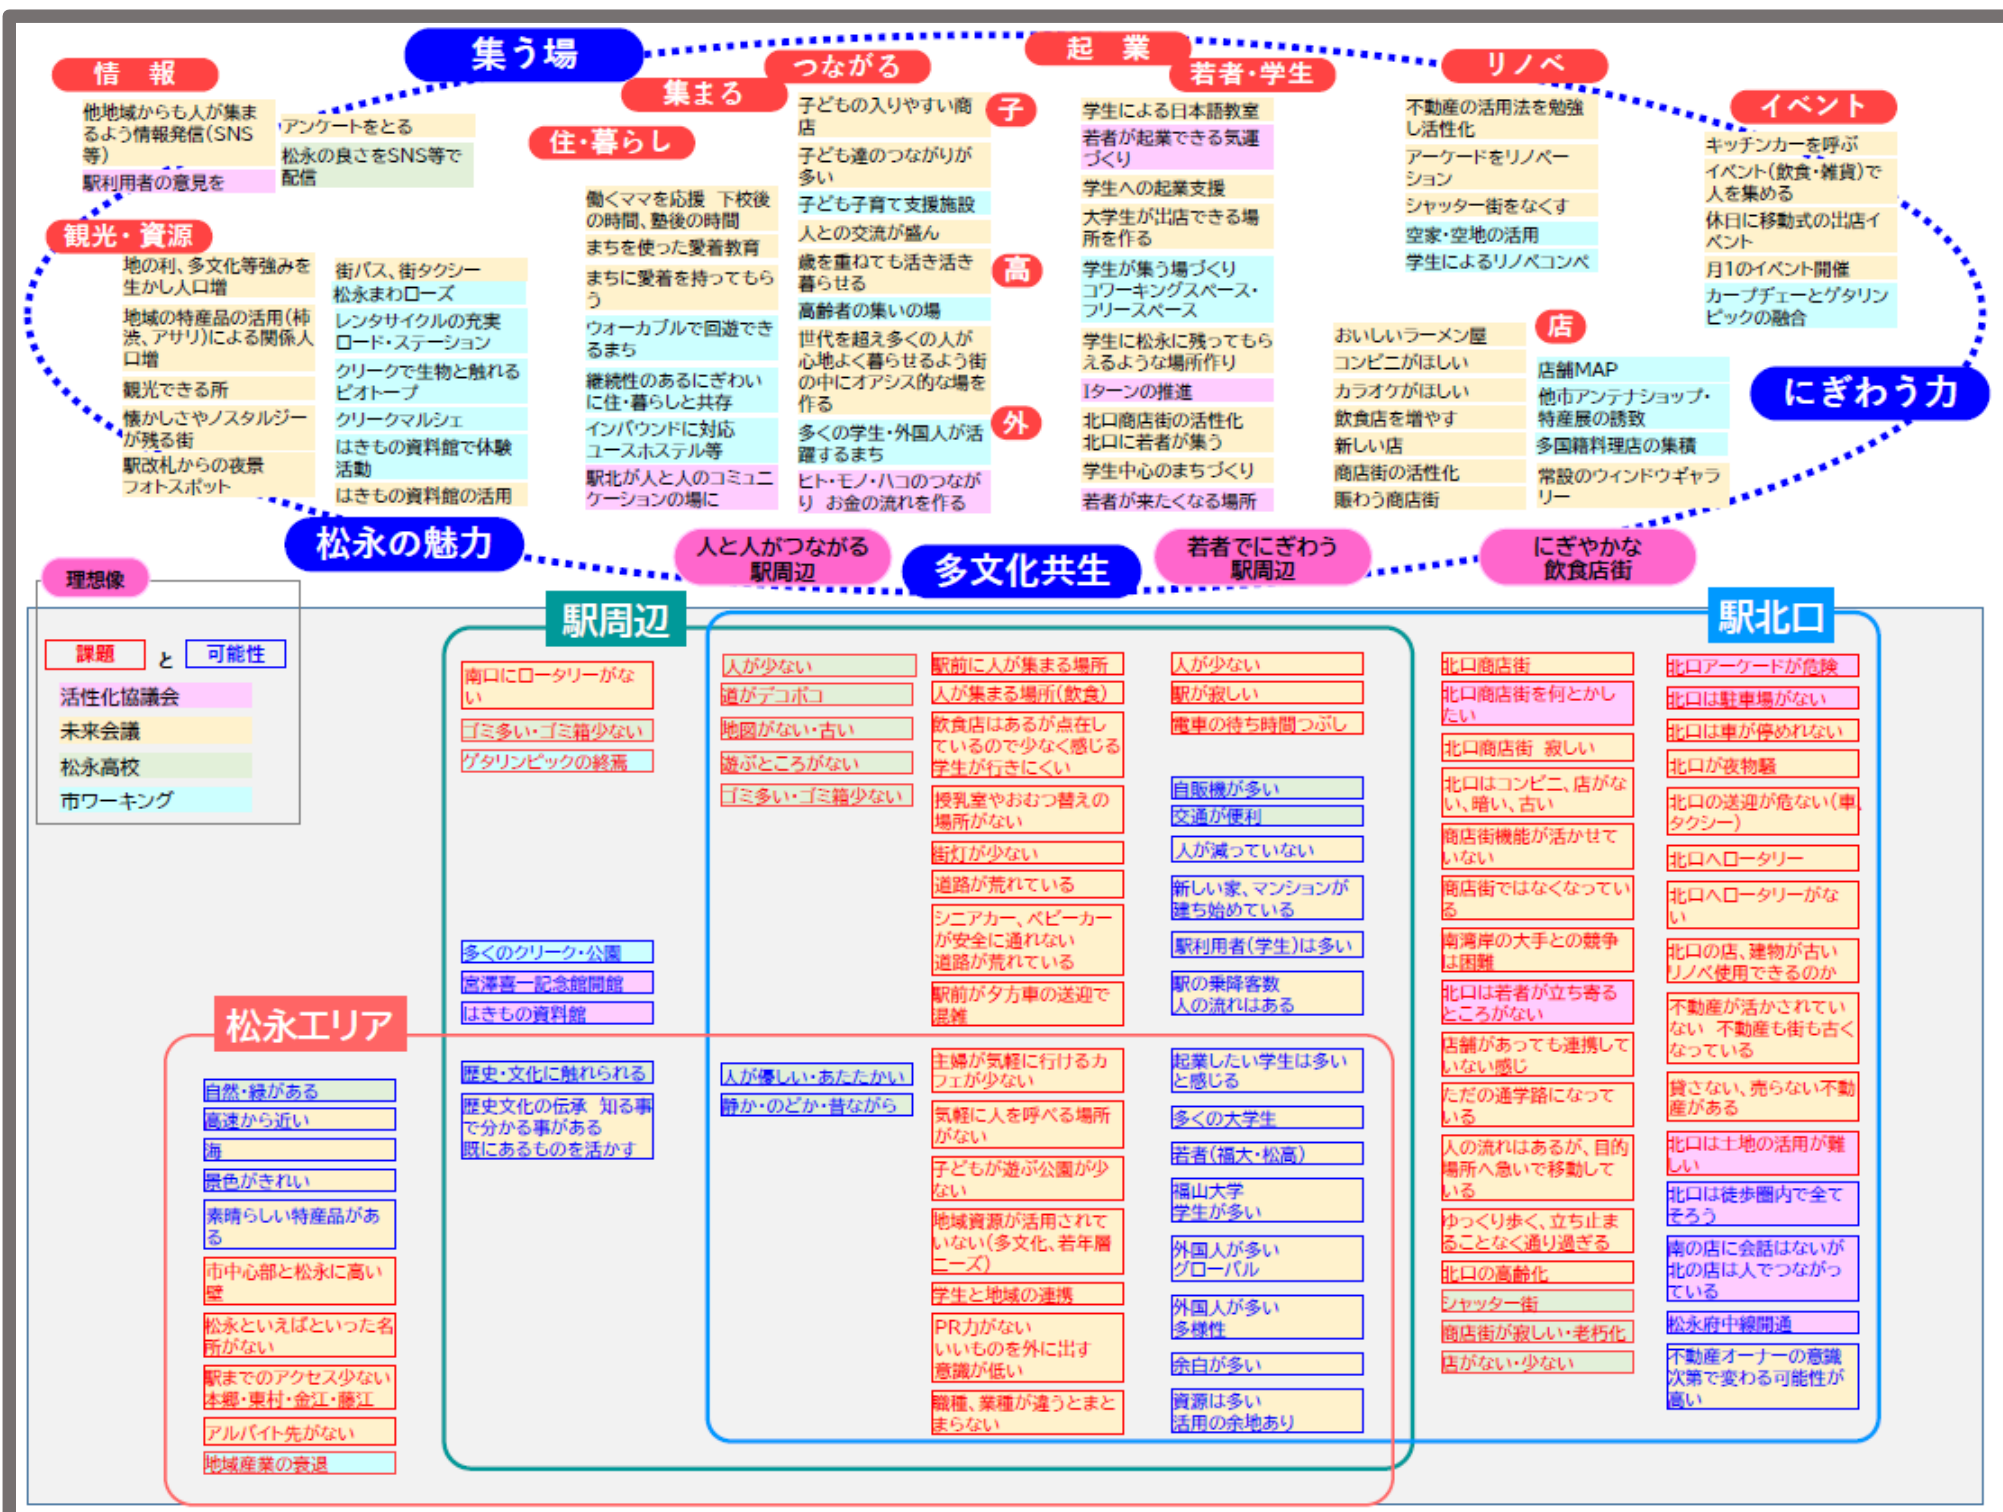 集う場
情　報
他地域からも人が集ま
るよう情報発信(SNS
等)
駅利用者の意見を
アンケートをとる
松永の良さをSNS等で
配信
観光・資源
地の利、多文化等強みを
生かし人口増
地域の特産品の活用(柿
渋、アサリ)による関係人
口増
観光できる所
懐かしさやノスタルジー
が残る街
駅改札からの夜景
フォトスポット
街バス、街タクシー
松永まわローズ
レンタサイクルの充実
ロード・ステーション
クリークで生物と触れる
ビオトープ
クリークマルシェ
はきもの資料館で体験
活動
はきもの資料館の活用
住・暮らし
集まる
働くママを応援　下校後
の時間、塾後の時間
まちを使った愛着教育
まちに愛着を持ってもら
う
ウォーカブルで回遊でき
るまち
継続性のあるにぎわい
に住・暮らしと共存
インバウンドに対応
ユースホステル等
駅北が人と人のコミュニ
ケーションの場に
つながる
子どもの入りやすい商
店
子ども達のつながりが
多い
子ども子育て支援施設
人との交流が盛ん
歳を重ねても活き活き
暮らせる
高齢者の集いの場
世代を超え多くの人が
心地よく暮らせるよう街
の中にオアシス的な場を
作る
多くの学生・外国人が活
躍するまち
ヒト・モノ・ハコのつなが
り　お金の流れを作る
子
高
外
起　業
若者・学生
学生による日本語教室
若者が起業できる気運
づくり
学生への起業支援
大学生が出店できる場
所を作る
学生が集う場づくり
コワーキングスペース・
フリースペース
学生に松永に残ってもら
えるような場所作り
Iターンの推進
北口商店街の活性化
北口に若者が集う
学生中心のまちづくり
若者が来たくなる場所
リノベ
不動産の活用法を勉強
し活性化
アーケードをリノベー
ション
シャッター街をなくす
空家・空地の活用
学生によるリノベコンペ
イベント
キッチンカーを呼ぶ
イベント(飲食・雑貨)で
人を集める
休日に移動式の出店イ
ベント
月1のイベント開催
カープデェーとゲタリン
ピックの融合
店
おいしいラーメン屋
コンビニがほしい
カラオケがほしい
飲食店を増やす
新しい店
商店街の活性化
賑わう商店街
店舗MAP
他市アンテナショップ・
特産展の誘致
多国籍料理店の集積
常設のウィンドウギャラ
リー
にぎわう力
松永の魅力
人と人がつながる
駅周辺
多文化共生
若者でにぎわう
駅周辺
にぎやかな
飲食店街
理想像
課題
と
可能性
活性化協議会
未来会議
松永高校
市ワーキング
駅周辺
南口にロータリーがな
い
ゴミ多い・ゴミ箱少ない
ゲタリンピックの終焉
多くのクリーク・公園
宮澤喜一記念館開館
はきもの資料館
歴史・文化に触れられる
歴史文化の伝承　知る事
で分かる事がある
既にあるものを活かす
駅北口
人が少ない
道がデコボコ
地図がない・古い
遊ぶところがない
ゴミ多い・ゴミ箱少ない
人が優しい・あたたかい
静か・のどか・昔ながら
駅前に人が集まる場所
人が集まる場所(飲食)
飲食店はあるが点在し
ているので少なく感じる
学生が行きにくい
授乳室やおむつ替えの
場所がない
街灯が少ない
道路が荒れている
シニアカー、ベビーカー
が安全に通れない
道路が荒れている
駅前が夕方車の送迎で
混雑
主婦が気軽に行けるカ
フェが少ない
気軽に人を呼べる場所
がない
子どもが遊ぶ公園が少
ない
地域資源が活用されて
いない(多文化、若年層
ニーズ)
学生と地域の連携
PR力がない
いいものを外に出す
意識が低い
職種、業種が違うとまと
まらない
人が少ない
駅が寂しい
電車の待ち時間つぶし
自販機が多い
交通が便利
人が減っていない
新しい家、マンションが
建ち始めている
駅利用者(学生)は多い
駅の乗降客数
人の流れはある
起業したい学生は多い
と感じる
多くの大学生
若者(福大・松高)
福山大学
学生が多い
外国人が多い
グローバル
外国人が多い
多様性
余白が多い
資源は多い
活用の余地あり
北口商店街
北口商店街を何とかし
たい
北口商店街　寂しい
北口はコンビニ、店がな
い、暗い、古い
商店街機能が活かせて
いない
商店街ではなくなってい
る
南湾岸の大手との競争
は困難
北口は若者が立ち寄る
ところがない
店舗があっても連携して
いない感じ
ただの通学路になって
いる
人の流れはあるが、目的
場所へ急いで移動して
いる
ゆっくり歩く、立ち止ま
ることなく通り過ぎる
北口の高齢化
シャッター街
商店街が寂しい・老朽化
店がない・少ない
北口アーケードが危険
北口は駐車場がない
北口は車が停めれない
北口が夜物騒
北口の送迎が危ない(車、
タクシー)
北口へロータリー
北口へロータリーがな
い
北口の店、建物が古い
リノベ使用できるのか
不動産が活かされてい
ない　不動産も街も古く
なっている
貸さない、売らない不動
産がある
北口は土地の活用が難
しい
北口は徒歩圏内で全て
そろう
南の店に会話はないが
北の店は人でつながっ
ている
松永府中線開通
不動産オーナーの意識
次第で変わる可能性が
高い
松永エリア
自然・緑がある
高速から近い
海
景色がきれい
素晴らしい特産品があ
る
市中心部と松永に高い
壁
松永といえばといった名
所がない
駅までのアクセス少ない
本郷・東村・金江・藤江
アルバイト先がない
地域産業の衰退